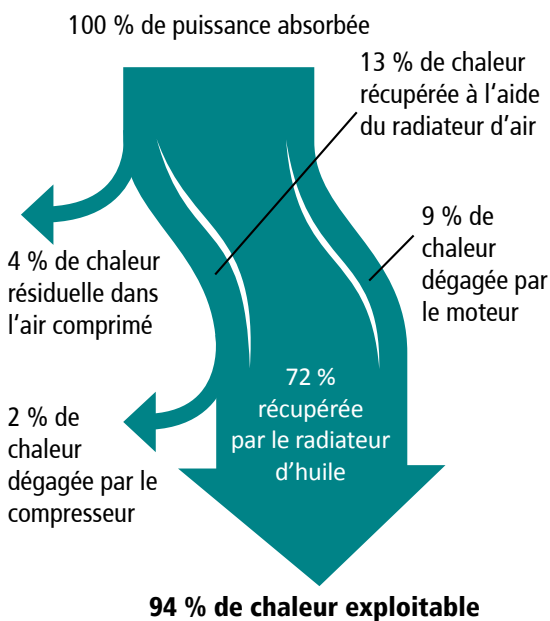 100 % de puissance absorbée
13 % de chaleur
récupérée à l'aide
du radiateur d'air
9 % de
chaleur
dégagée par
le moteur
4 % de chaleur
résiduelle dans
l'air comprimé
72 %
récupérée
par le radiateur
d'huile
2 % de
chaleur
dégagée par le
compresseur
94 % de chaleur exploitable